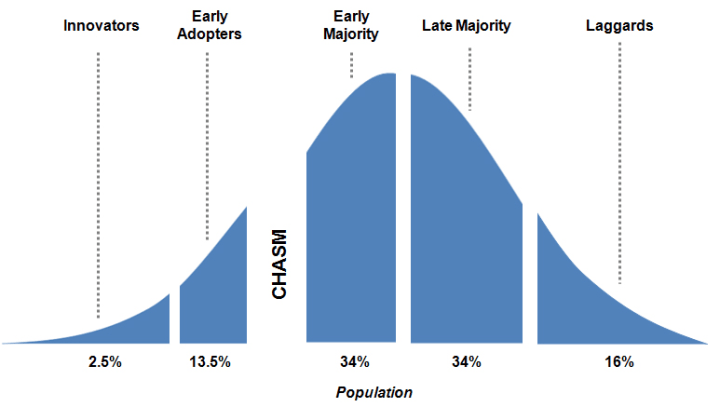 Innovators
Early
Adopters
Early
Majority
Late Majority
Laggards
CHASM
2.5%
13.5%
34%
34%
16%
Population